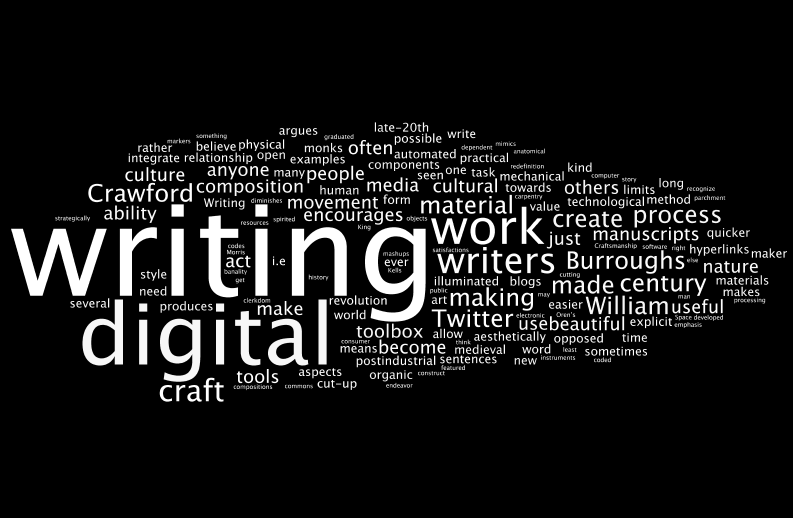 late-20th
argues graduated possible write
markers something
rather believe physical monks often automated dependent mimics anatomical
integrate relationship open examples components practical redefinition
culture anyone many people seen one task mechanical kind computer story
Crawford composition human media cultural towards others limits long recognize
Writing diminishes movement form material value carpentry technological method parchment
ability spirited encourages objects work create process
strategically resources King just manuscripts quicker
writing codes Morris mashups satisfactions Craftsmanship software right hyperlinks maker
act i.e ever writers Burroughs else nature
style banality get history Kells illuminated blogs cutting made century materials
need public art making may man makes
several produces clerkdom revolution easier William useful processing
digital make world Twitter electronic Oren's explicit Space developed
toolbox allow use beautiful emphasis
consumer means become think aesthetically opposed time
medieval word least sometimes
postindustrial sentences new instruments coded
aspects featured
craft tools organic construct
compositions commons cut-up endeavor